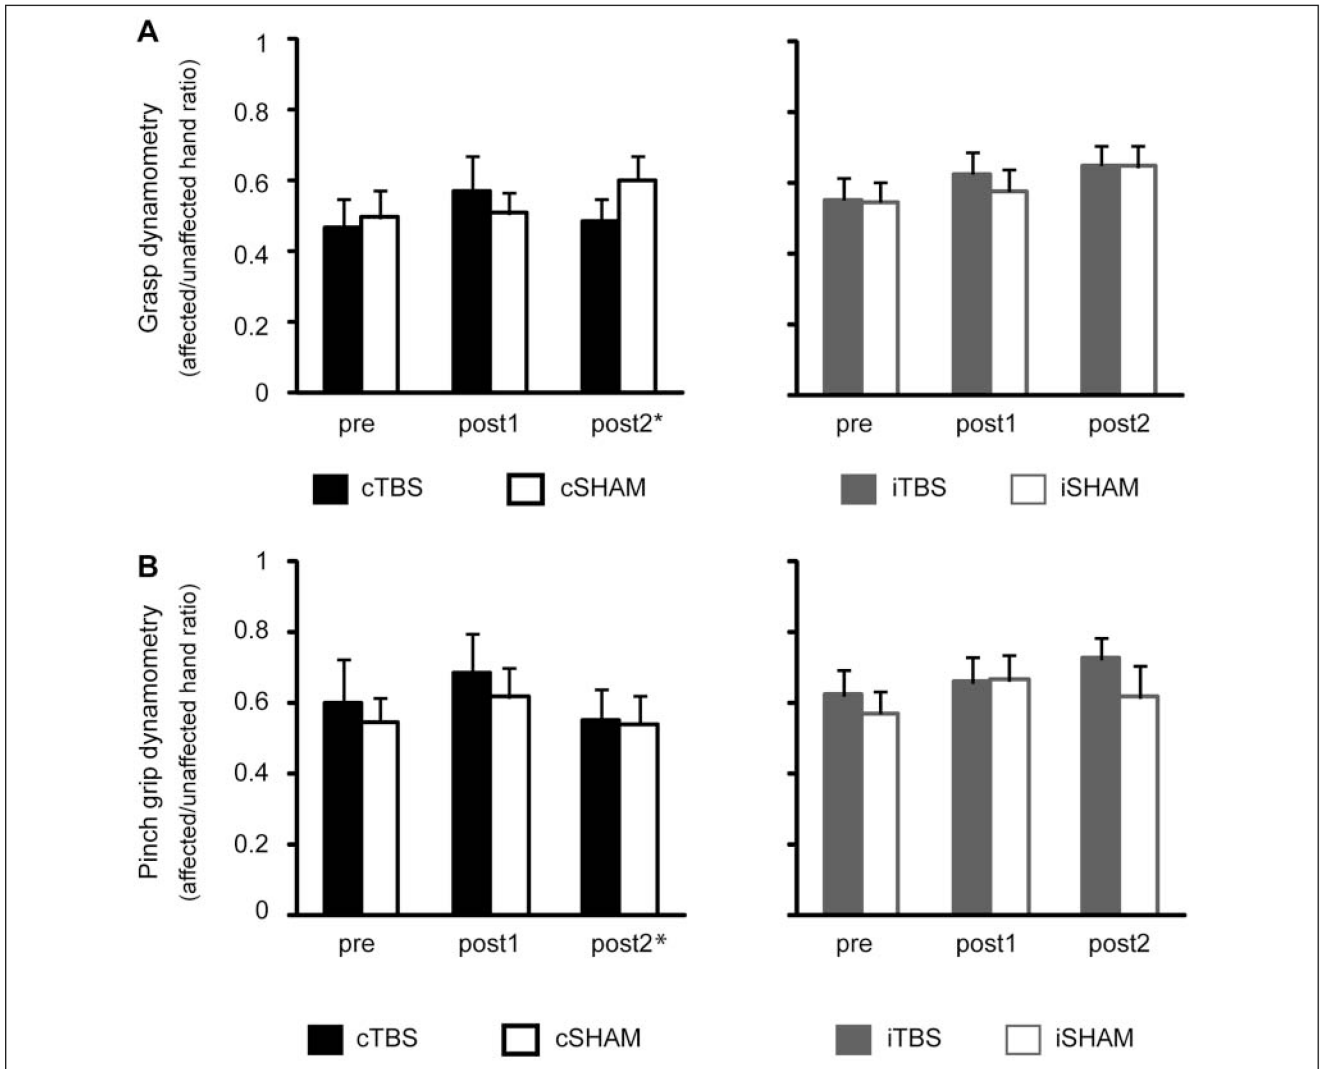 A
Grasp dynamometry
(affected/unaffected hand ratio)
1
0.8
0.6
0.4
0.2
0
pre post1 post2*
pre post1 post2
cTBS cSHAM
iTBS iSHAM
B
Pinch grip dynamometry
(affected/unaffected hand ratio)
1
0.8
0.6
0.4
0.2
0
pre post1 post2*
pre post1 post2
cTBS cSHAM
iTBS iSHAM